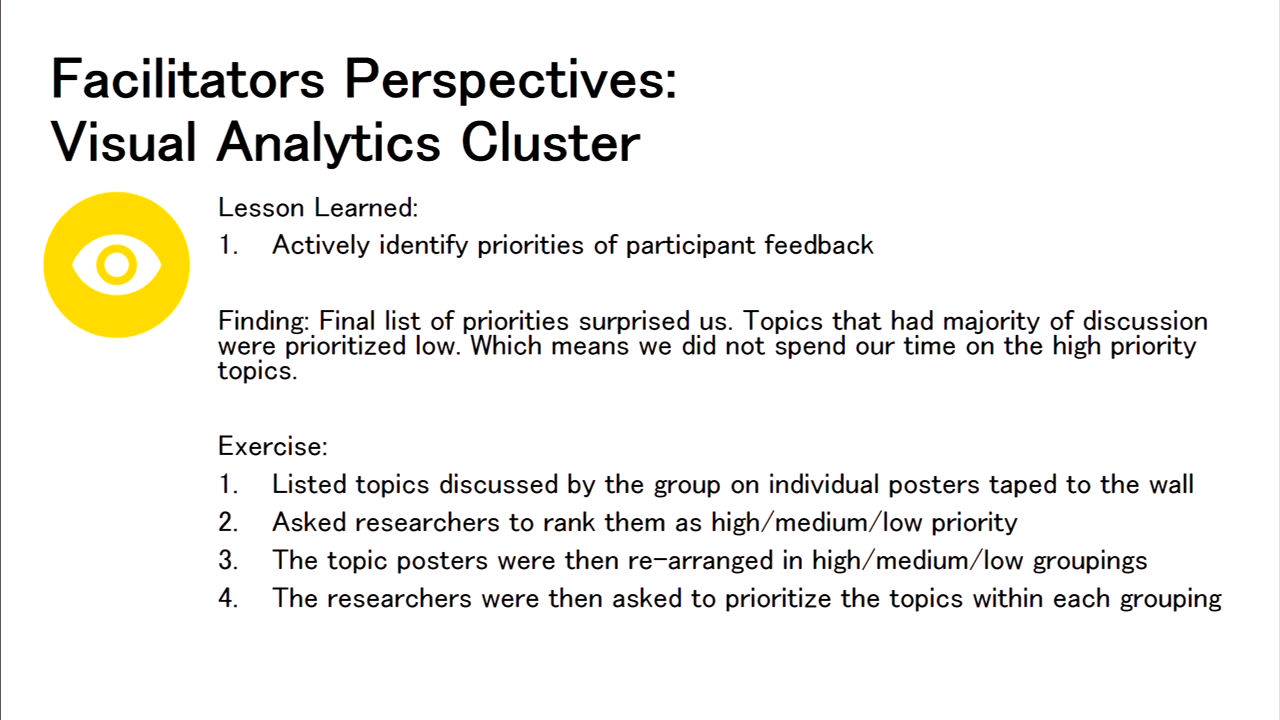 Facilitators Perspectives:
Visual Analytics Cluster
Lesson Learned:
1. Actively identify priorities of participant feedback
Finding: Final list of priorities surprised us. Topics that had majority of discussion
were prioritized low. Which means we did not spend our time on the high priority
topics.
Exercise:
1. Listed topics discussed by the group on individual posters taped to the wall
2. Asked researchers to rank them as high/medium/low priority
3. The topic posters were then re-arranged in high/medium/low groupings
4. The researchers were then asked to prioritize the topics within each grouping